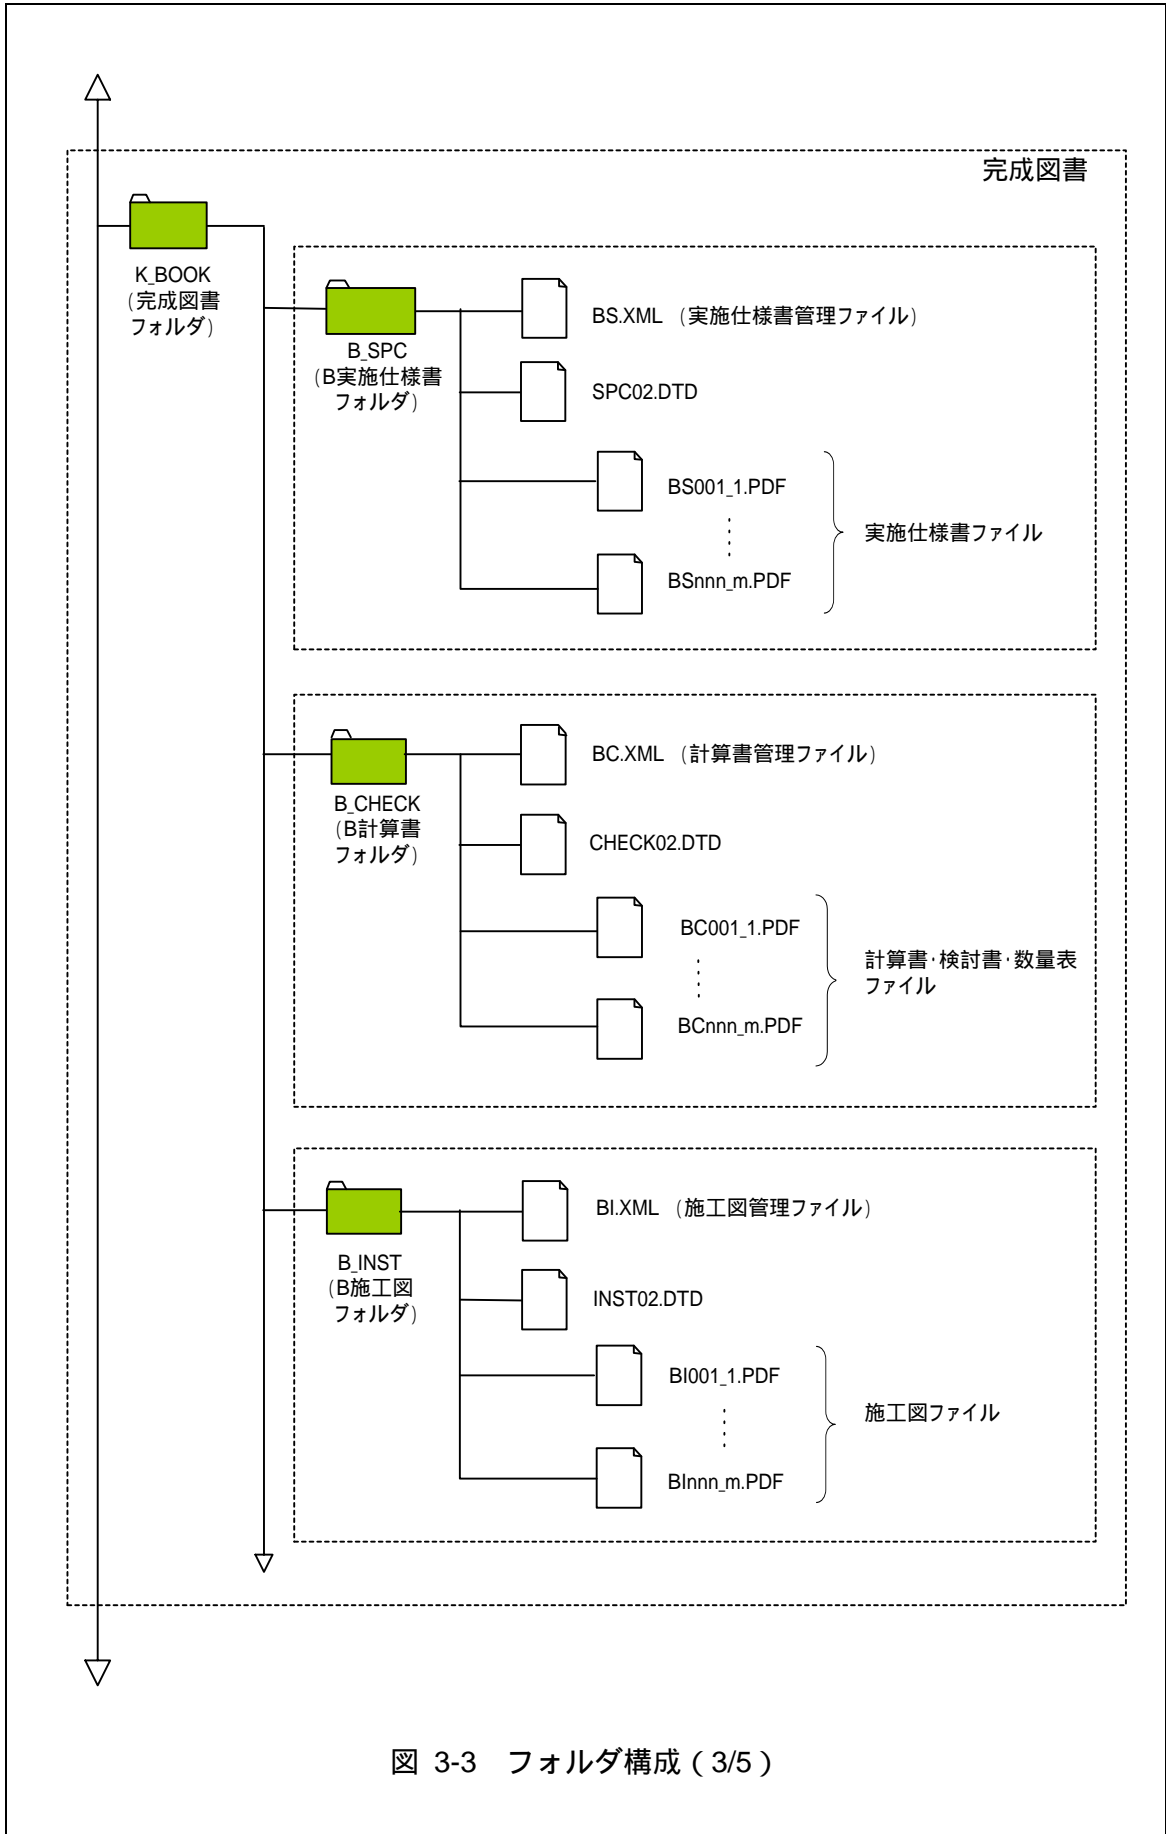 完成図書
K_BOOK
(完成図書
フォルダ)
B_SPC
(B実施仕様書
フォルダ)
BS.XML (実施仕様書管理ファイル)
SPC02.DTD
BS001_1.PDF
BSnnn_m.PDF
実施仕様書ファイル
B_CHECK
(B計算書
フォルダ)
BC.XML (計算書管理ファイル)
CHECK02.DTD
BC001_1.PDF
BCnnn_m.PDF
計算書・検討書・数量表
ファイル
B_INST
(B施工図
フォルダ)
BI.XML (施工図管理ファイル)
INST02.DTD
BI001_1.PDF
BInnn_m.PDF
施工図ファイル
図 3-3 フォルダ構成(3/5)